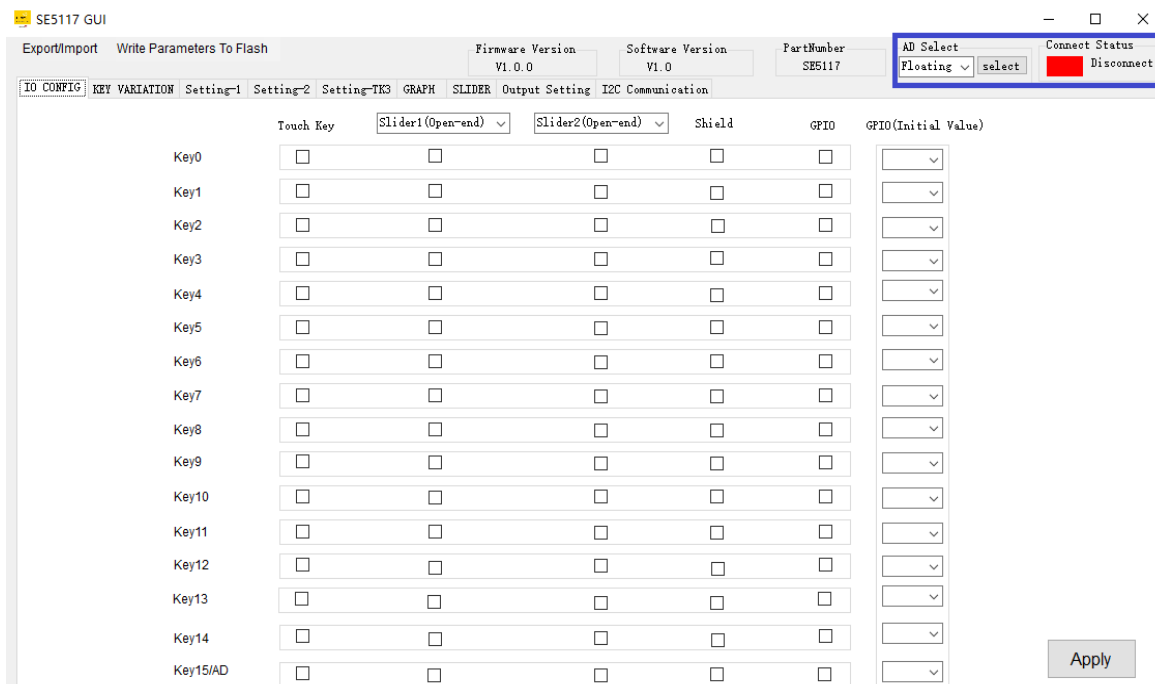 SE5117 GUI
Export/Import Write Parameters To Flash
Firmware Version
V1.0.0
Software Version
V1.0
PartNumber
SE5117
AD Select
Floating select
Connect Status
Disconnect
IO CONFIG KEY VARIATION Setting-1 Setting-2 Setting-TK3 GRAPH SLIDER Output Setting I2C Communication
Touch Key Slider1(Open-end) Slider2(Open-end) Shield GPIO GPIO(Initial Value)
Key0
Key1
Key2
Key3
Key4
Key5
Key6
Key7
Key8
Key9
Key10
Key11
Key12
Key13
Key14
Key15/AD
Apply